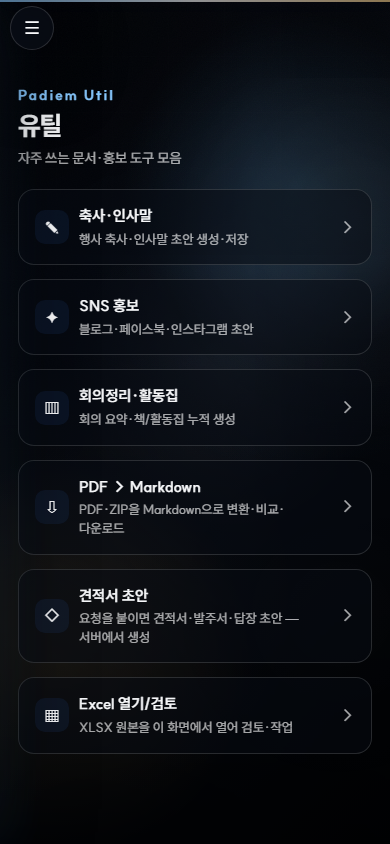 Padiem Util
유틸
자주 쓰는 문서·홍보 도구 모음
축사·인사말
행사 축사·인사말 초안 생성·저장
SNS 홍보
블로그·페이스북·인스타그램 초안
회의정리·활동집
회의 요약·책/활동집 누적 생성
PDF > Markdown
PDF·ZIP을 Markdown으로 변환·비교·
다운로드
견적서 초안
요청을 붙이면 견적서·발주서·답장 초안 —
서버에서 생성
Excel 열기/검토
XLSX 원본을 이 화면에서 열어 검토·작업